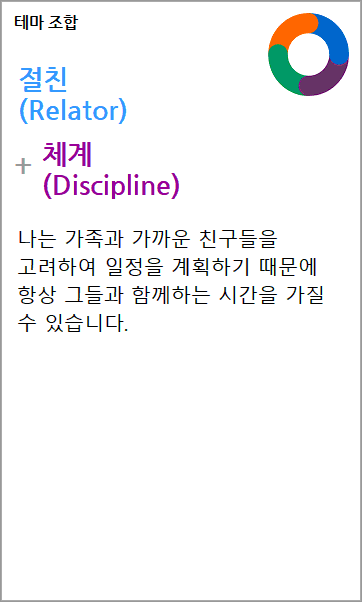 테마 조합
절친
(Relator)
+ 체계
(Discipline)
나는 가족과 가까운 친구들을
고려하여 일정을 계획하기 때문에
항상 그들과 함께하는 시간을 가질
수 있습니다.